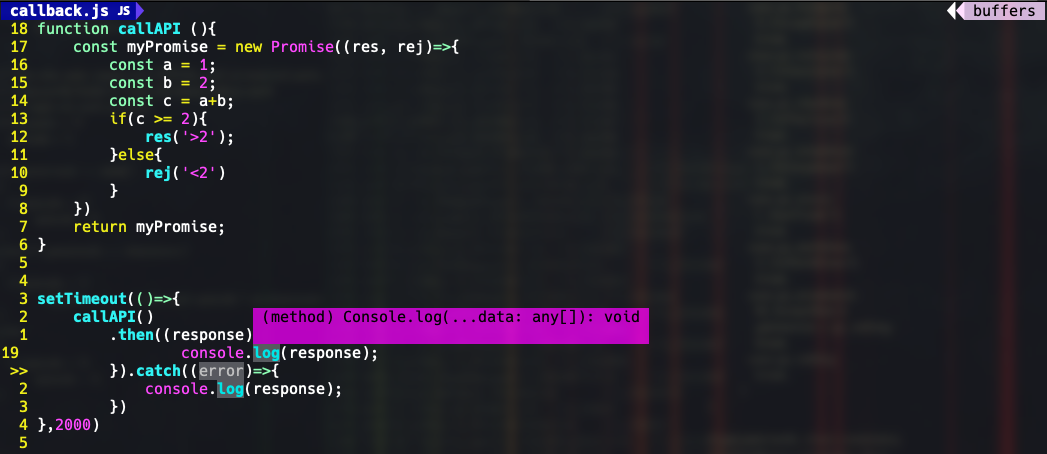 callback.js JS buffers
18 function callAPI (){
17 const myPromise = new Promise((res, rej)=>{
16 const a = 1;
15 const b = 2;
14 const c = a+b;
13 if(c >= 2){
12 res('>2');
11 }else{
10 rej('<2')
9 }
8 })
7 return myPromise;
6 }
5
4
3 setTimeout(()=>{
2 callAPI() (method) Console.log(...data: any[]): void
1 .then((response)
19 console.log(response);
>> }).catch((error)=>{
2 console.log(response);
3 })
4 },2000)
5